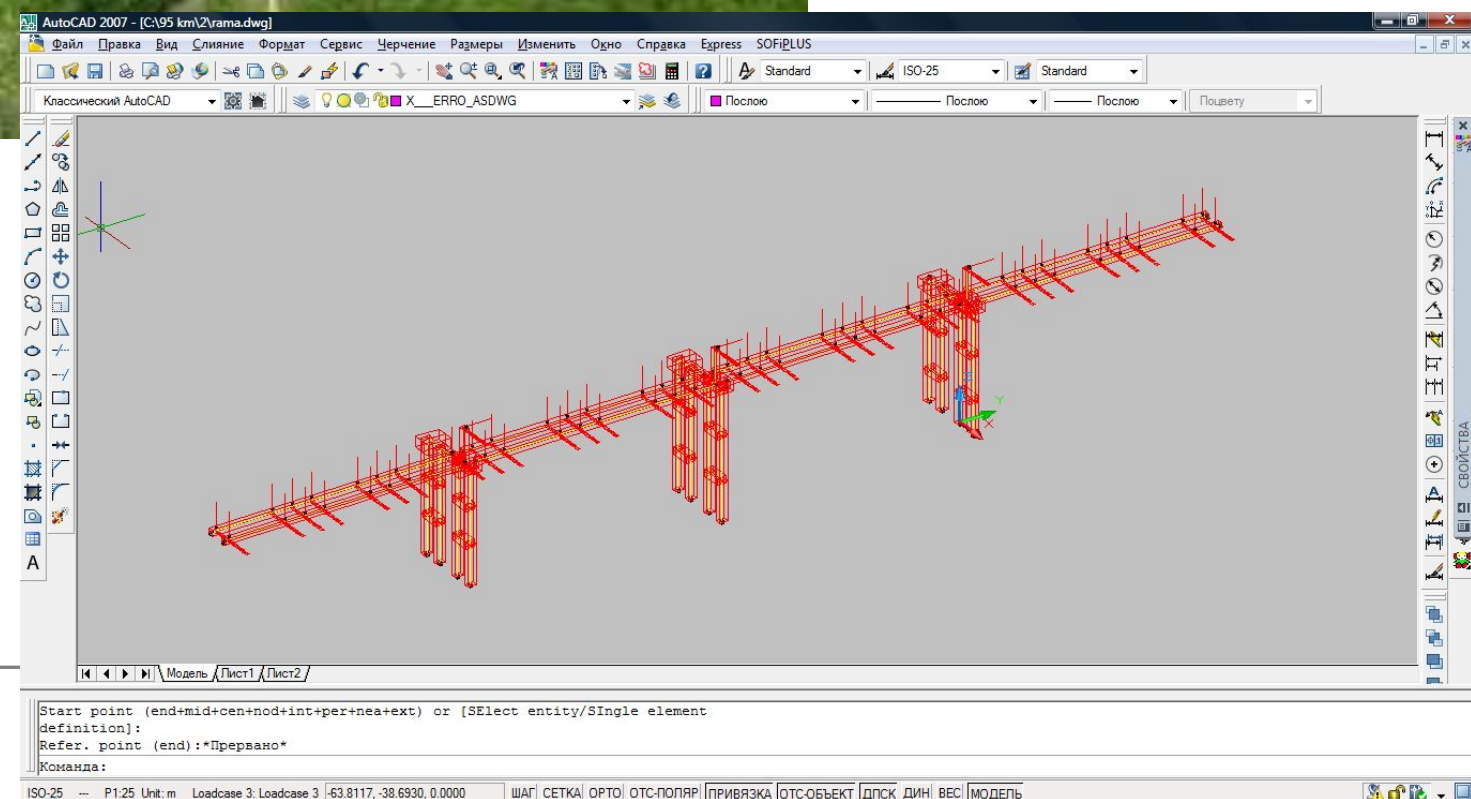 AutoCAD 2007 - [C:\95 km\2\rama.dwg]
Файл Правка Вид Слияние Формат Сервис Черчение Размеры Изменить Окно Справка Express SOFiPLUS
Standard ISO-25 Standard
Классический AutoCAD X___ERRO_ASDWG Послою Послою Послою Поцвету
Z
Y
X
СВОЙСТВА
A
Модель Лист1 Лист2
Start point (end+mid+cen+nod+int+per+nea+ext) or [SElect entity/SIngle element
definition]:
Refer. point (end):*Прервано*
Команда:
ISO-25 -- P1:25 Unit: m Loadcase 3: Loadcase 3 -63.8117, -38.6930, 0.0000 ШАГ СЕТКА ОРТО ОТС-ПОЛЯР ПРИВЯЗКА ОТС-ОБЪЕКТ ДПСК ДИН ВЕС МОДЕЛЬ